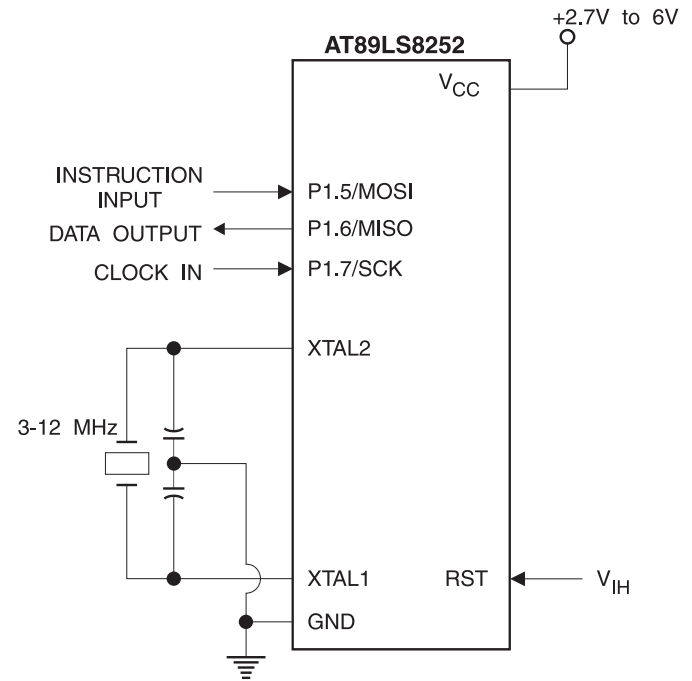 +2.7V to 6V
AT89LS8252
VCC
INSTRUCTION
INPUT
P1.5/MOSI
DATA OUTPUT
P1.6/MISO
CLOCK IN
P1.7/SCK
XTAL2
3-12 MHz
XTAL1
RST
VIH
GND